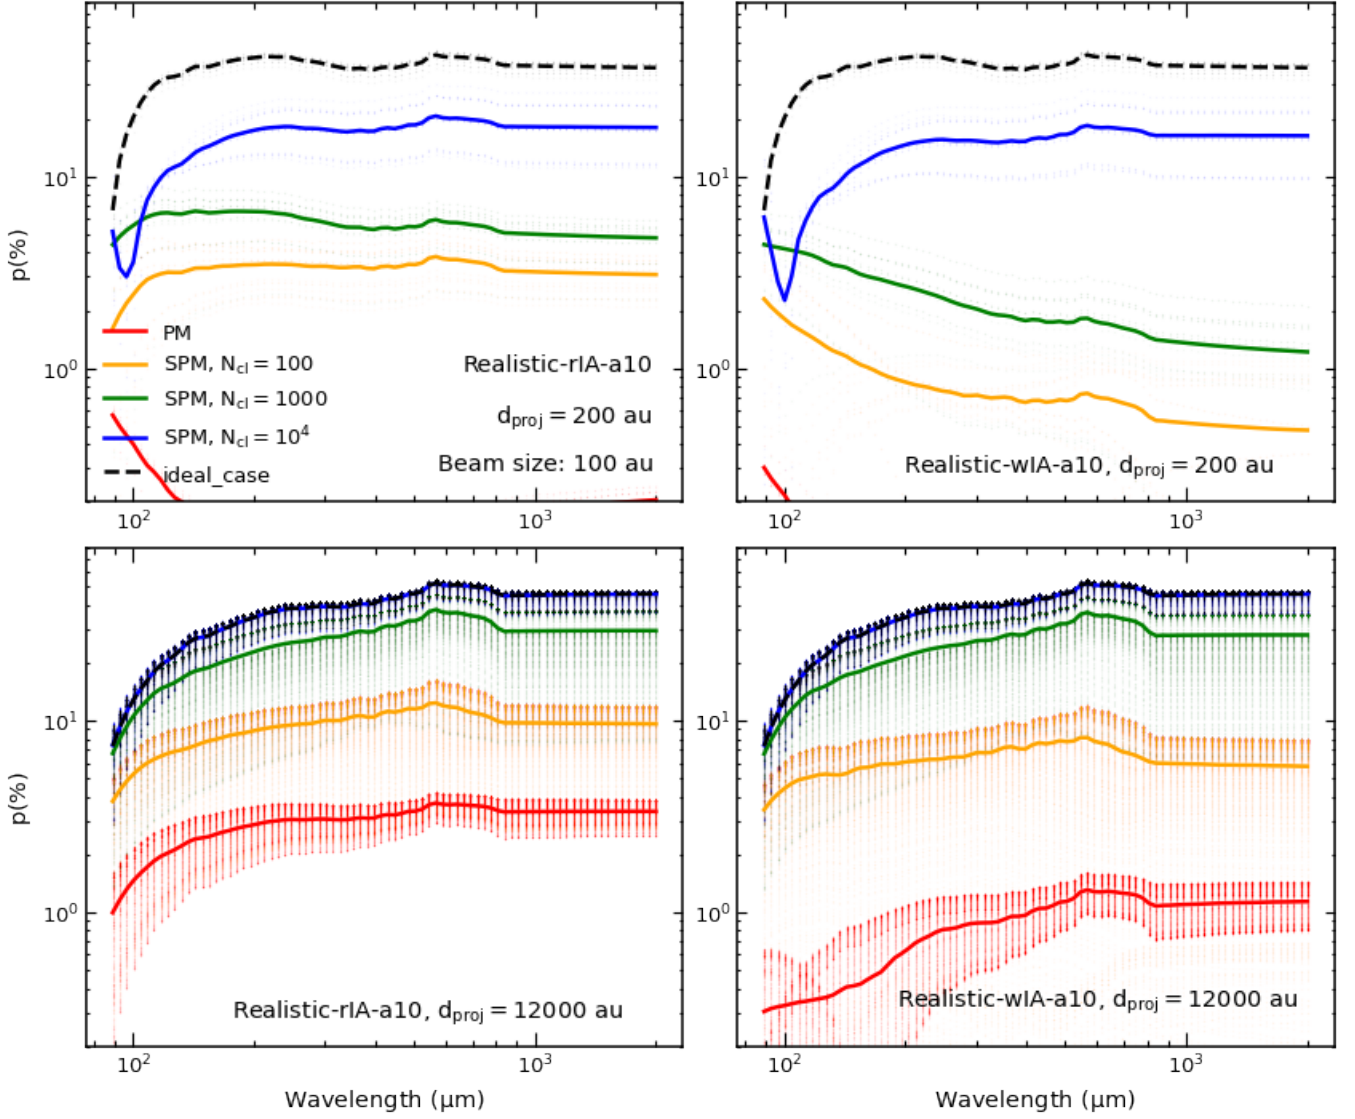 p(%)
10¹
10⁰
PM
SPM, N_cl = 100
SPM, N_cl = 1000
SPM, N_cl = 10⁴
ideal_case
Realistic-rIA-a10
d_proj = 200 au
Beam size: 100 au
10²
10³
Realistic-wIA-a10, d_proj = 200 au
10¹
10⁰
10²
10³
p(%)
10¹
10⁰
Realistic-rIA-a10, d_proj = 12000 au
10²
10³
Wavelength (μm)
10¹
10⁰
Realistic-wIA-a10, d_proj = 12000 au
10²
10³
Wavelength (μm)